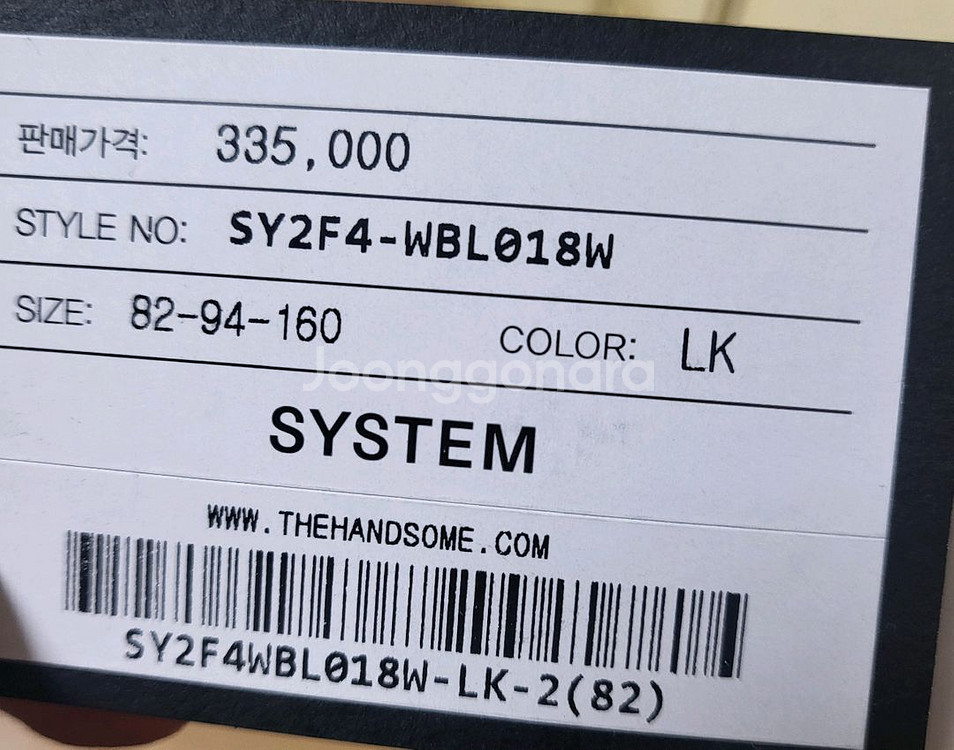 판매가격: 335,000
STYLE NO: SY2F4-WBL018W
SIZE: 82-94-160 COLOR: LK
Joonggonara
SYSTEM
WWW.THEHANDSOME.COM
SY2F4WBL018W-LK-2(82)